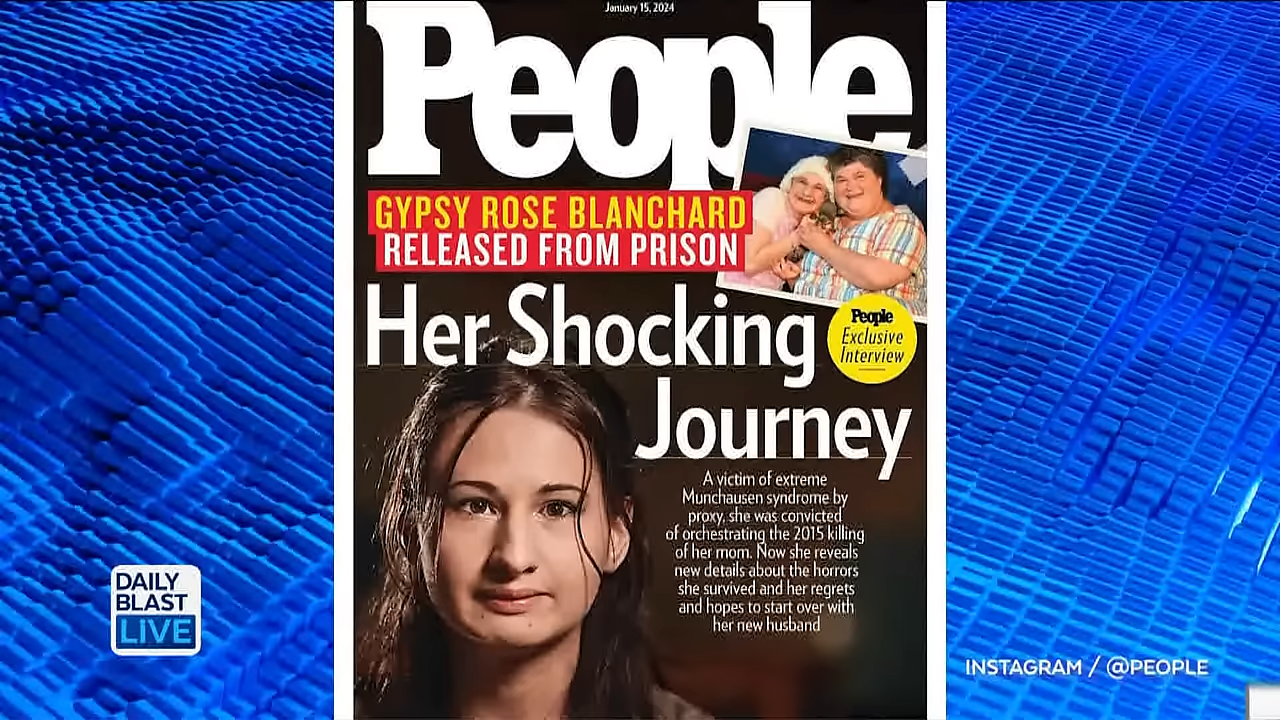 January 15, 2024
People
GYPSY ROSE BLANCHARD
RELEASED FROM PRISON
People
Exclusive
Interview
Her Shocking
Journey
A victim of extreme
Munchausen syndrome by
proxy, she was convicted
of orchestrating the 2015 killing
of her mom. Now she reveals
new details about the horrors
she survived and her regrets
and hopes to start over with
her new husband
DAILY
BLAST
LIVE
INSTAGRAM / @PEOPLE